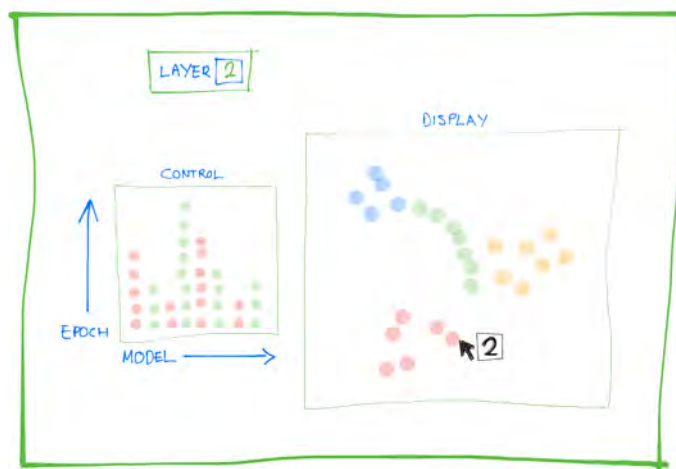 LAYER 2
DISPLAY
CONTROL
EPOCH
MODEL
2